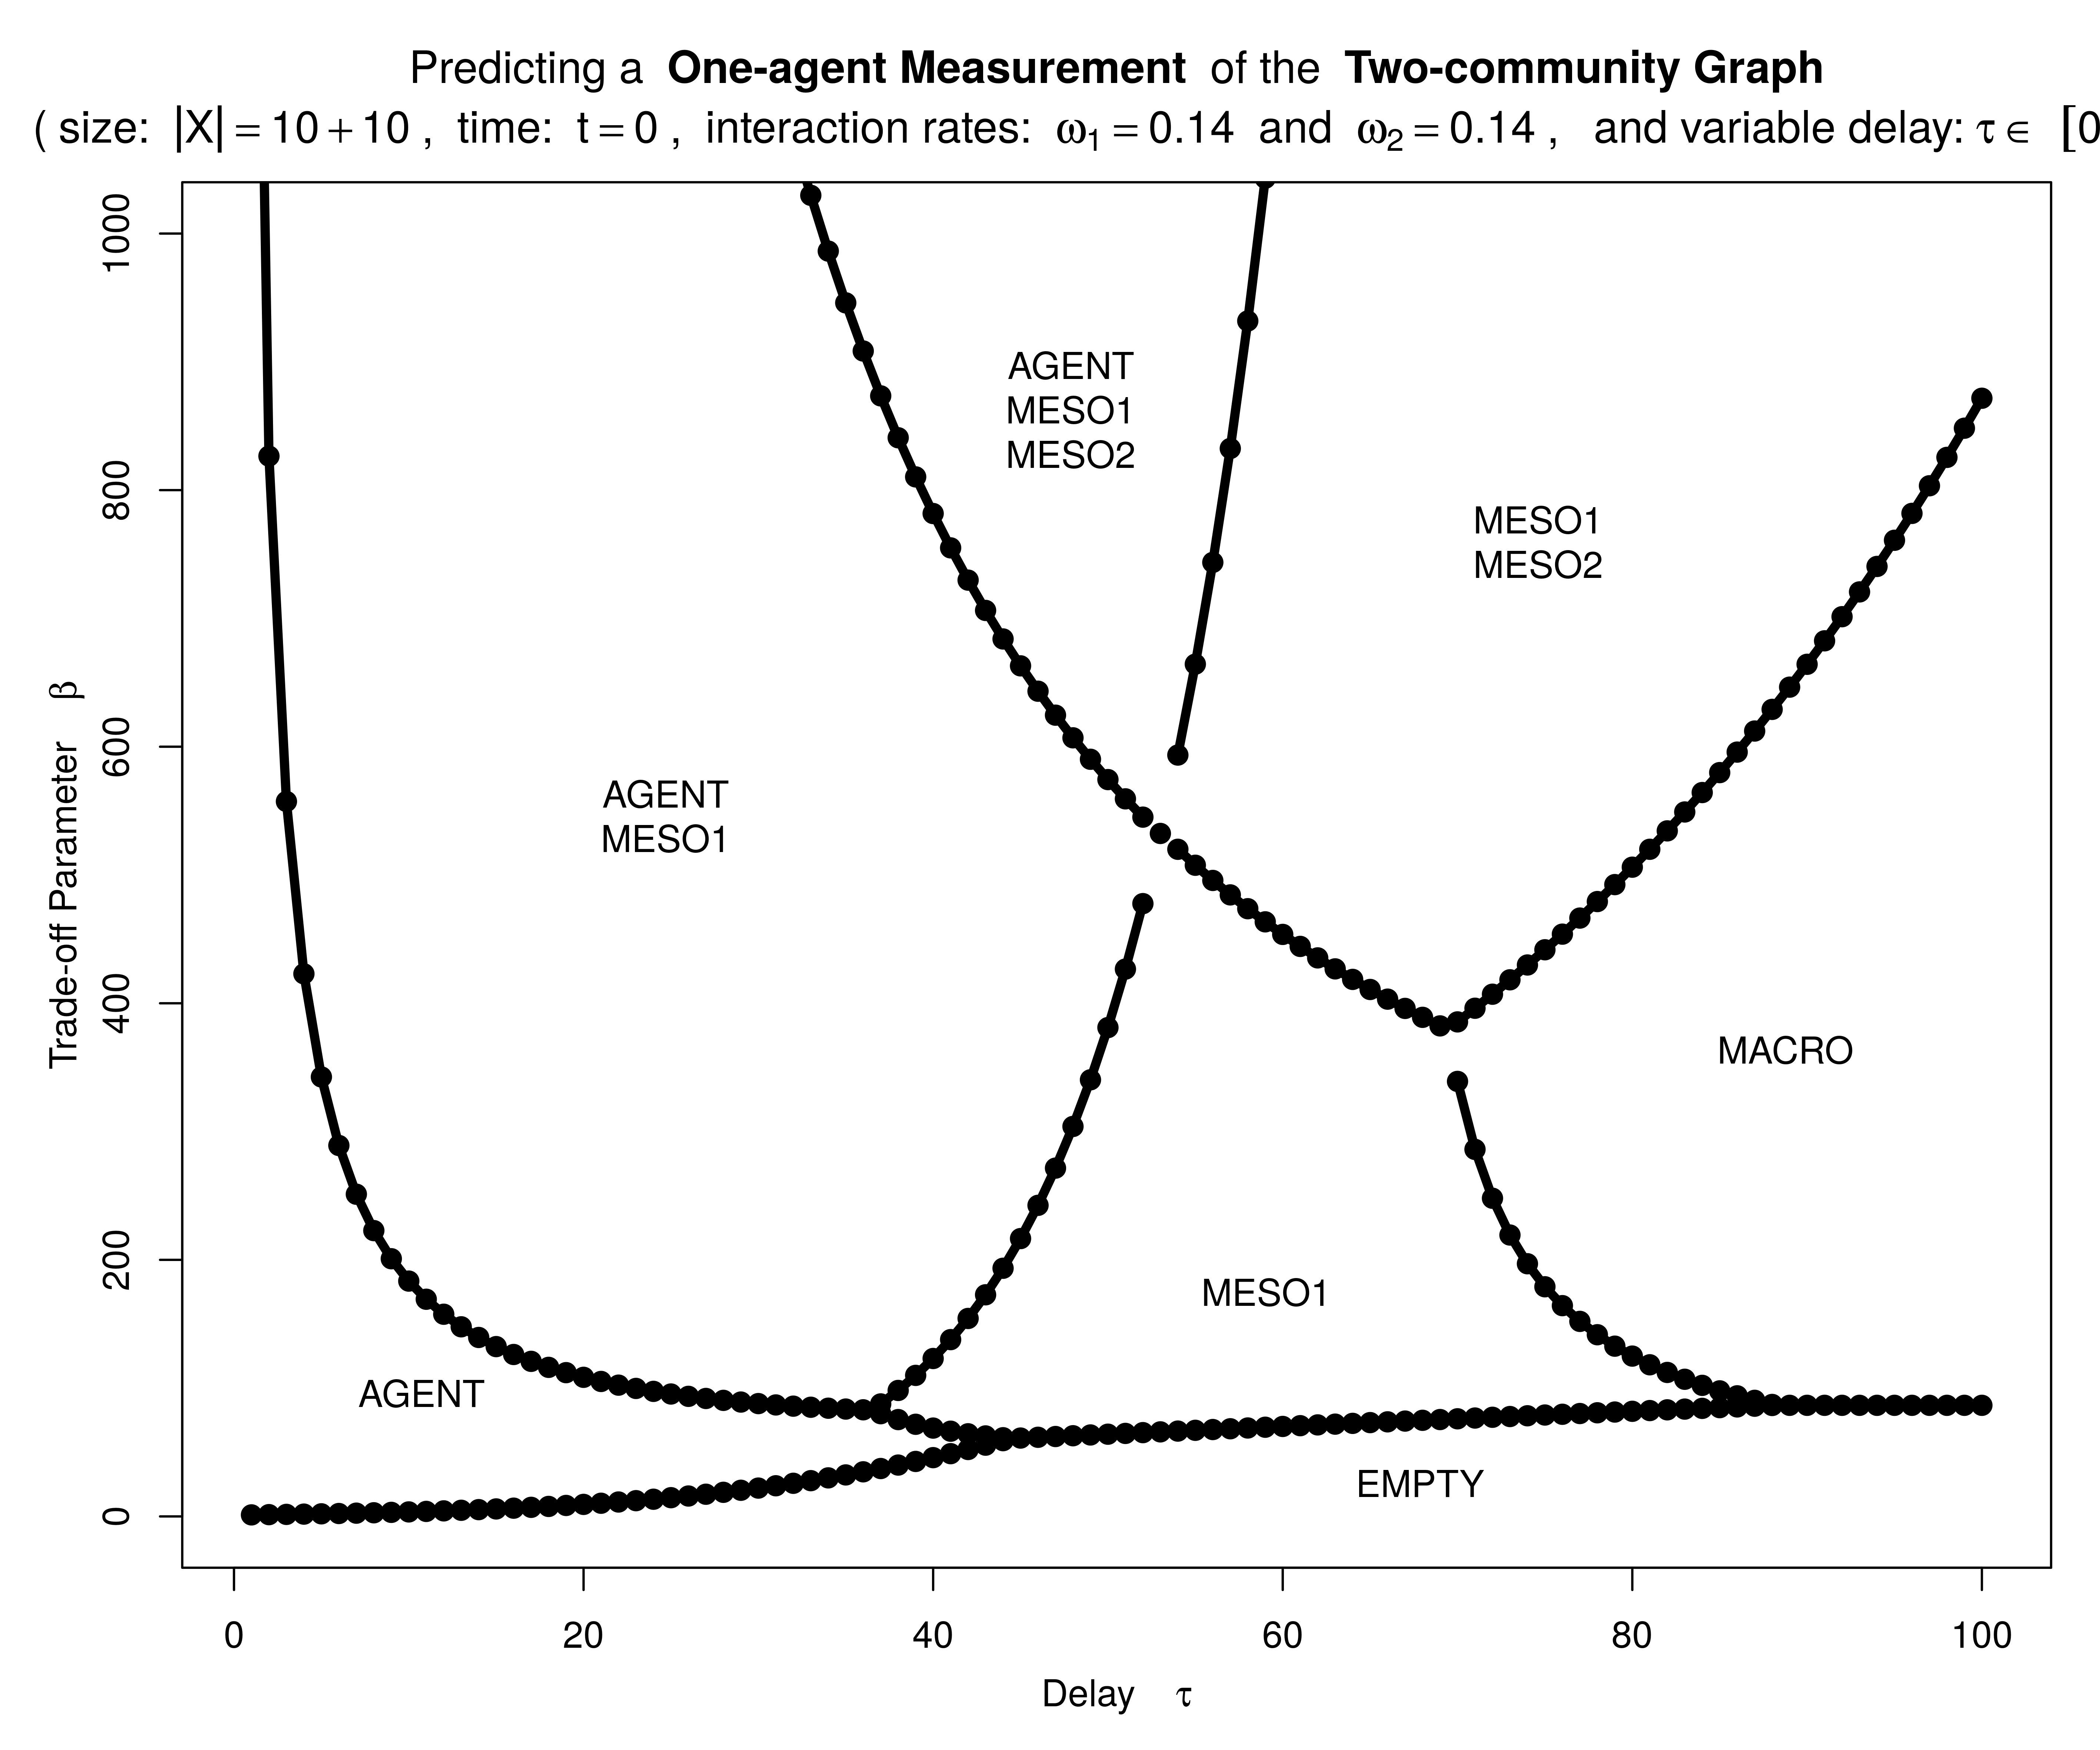 Predicting a One-agent Measurement of the Two-community Graph
( size: |X| = 10 + 10 , time: t = 0 , interaction rates: ω1 = 0.14 and ω2 = 0.14 , and variable delay: τ ∈ [0
1000
800
600
400
200
0
Trade-off Parameter β
AGENT
MESO1
MESO2
MESO1
MESO2
AGENT
MESO1
MACRO
MESO1
AGENT
EMPTY
0 20 40 60 80 100
Delay τ